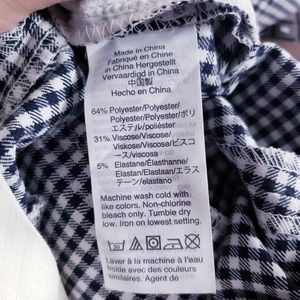 Made in China
Fabriqué en China
In China Hergestellt
Vervaardigd in China
中国製
Hecho en China
64% Polyester/Polyester/
Polyester/Polyester/ポリ
エステル/poliéster
31% Viscose/Viscose/
Viskose/Viscose/ビスコ
ース/viscosa
5% Elastane/Élasthanne/
Elastan/Elastaan/エラス
テーン/elastano
Machine wash cold with
like colors. Non-chlorine
bleach only. Tumble dry
low. iron on lowest setting.
Laver à la machine à l'eau
froide avec des couleurs
similaires. Agent de